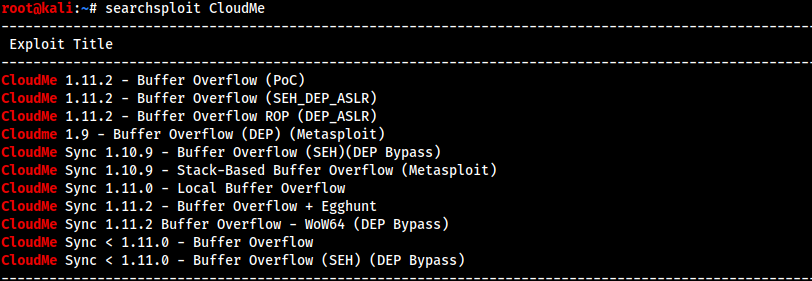 root@kali:~# searchsploit CloudMe
---------------------------------------------------------------------------------------------------
Exploit Title
---------------------------------------------------------------------------------------------------
CloudMe 1.11.2 - Buffer Overflow (PoC)
CloudMe 1.11.2 - Buffer Overflow (SEH_DEP_ASLR)
CloudMe 1.11.2 - Buffer Overflow ROP (DEP_ASLR)
Cloudme 1.9 - Buffer Overflow (DEP) (Metasploit)
CloudMe Sync 1.10.9 - Buffer Overflow (SEH)(DEP Bypass)
CloudMe Sync 1.10.9 - Stack-Based Buffer Overflow (Metasploit)
CloudMe Sync 1.11.0 - Local Buffer Overflow
CloudMe Sync 1.11.2 - Buffer Overflow + Egghunt
CloudMe Sync 1.11.2 Buffer Overflow - WoW64 (DEP Bypass)
CloudMe Sync < 1.11.0 - Buffer Overflow
CloudMe Sync < 1.11.0 - Buffer Overflow (SEH) (DEP Bypass)
---------------------------------------------------------------------------------------------------